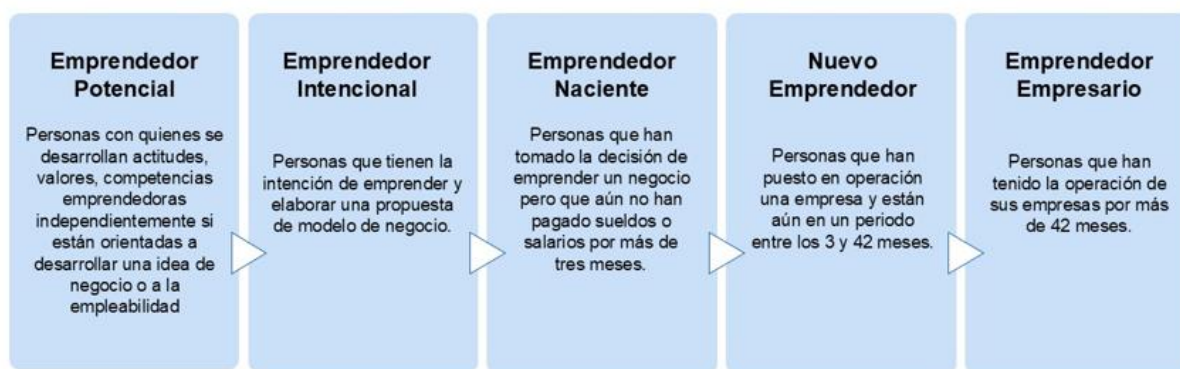 Emprendedor
Potencial
Personas con quienes se
desarrollan actitudes,
valores, competencias
emprendedoras
independientemente si
están orientadas a
desarrollar una idea de
negocio o a la
empleabilidad
Emprendedor
Intencional
Personas que tienen la
intención de emprender y
elaborar una propuesta
de modelo de negocio.
Emprendedor
Naciente
Personas que han
tomado la decisión de
emprender un negocio
pero que aún no han
pagado sueldos o
salarios por más de
tres meses.
Nuevo
Emprendedor
Personas que han
puesto en operación
una empresa y están
aún en un periodo
entre los 3 y 42 meses.
Emprendedor
Empresario
Personas que han
tenido la operación de
sus empresas por más
de 42 meses.